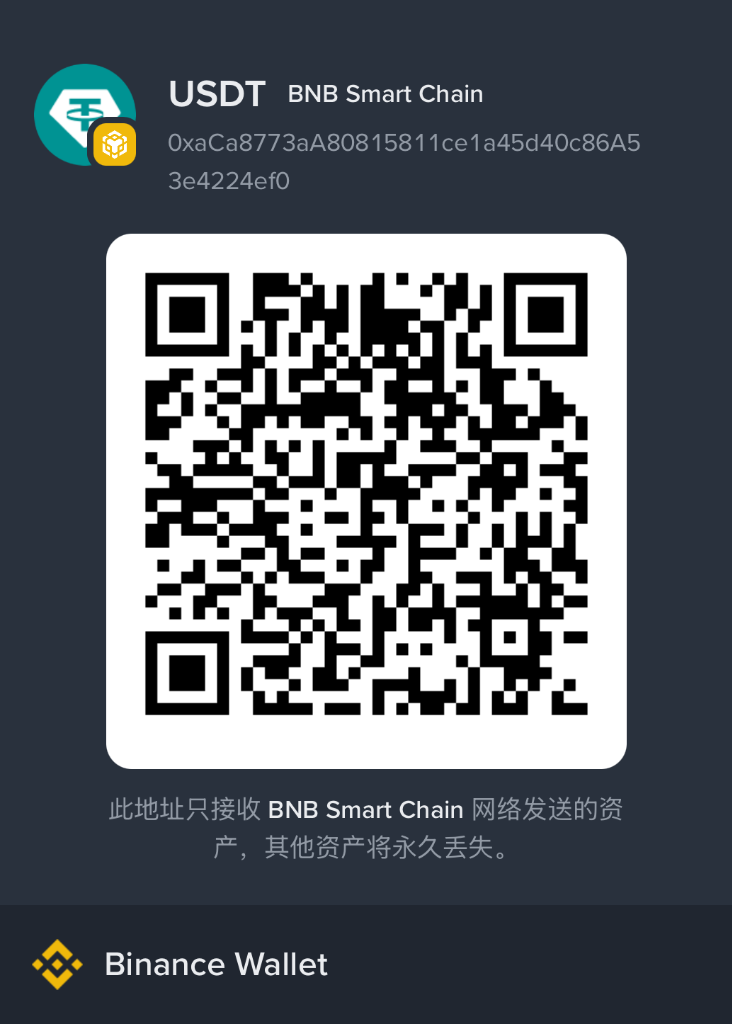 USDT BNB Smart Chain
0xaCa8773aA80815811ce1a45d40c86A5
3e4224ef0
此地址只接收 BNB Smart Chain 网络发送的资
产，其他资产将永久丢失。
Binance Wallet